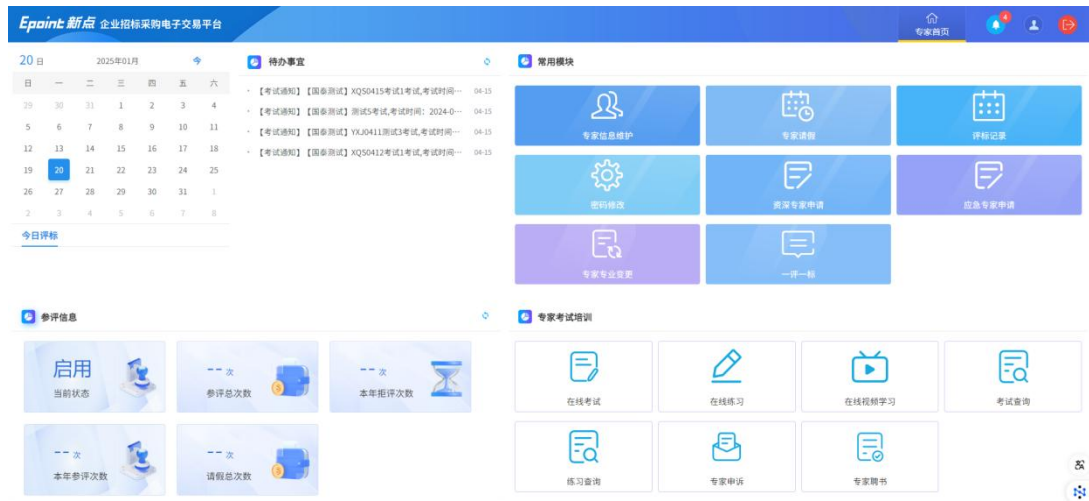 Epoint 新点 企业招标采购电子交易平台
专家首页
4
20 日 2025年01月 今
日 一 二 三 四 五 六
29 30 31 1 2 3 4
5 6 7 8 9 10 11
12 13 14 15 16 17 18
19 20 21 22 23 24 25
26 27 28 29 30 31 1
2 3 4 5 6 7 8
今日评标
待办事宜
【考试通知】【国泰测试】XQS0415考试1考试,考试时间… 04-15
【考试通知】【国泰测试】测试S考试,考试时间：2024-0… 04-15
【考试通知】【国泰测试】YXJ0411测试3考试,考试时间… 04-15
【考试通知】【国泰测试】XQS0412考试1考试,考试时间… 04-15
常用模块
专家信息维护 专家请假 评标记录
密码修改 资深专家申请 应急专家申请
专家专业变更 一评一标
参评信息
启用
当前状态
-- 次
参评总次数
-- 次
本年拒评次数
-- 次
本年参评次数
-- 次
请假总次数
专家考试培训
在线考试 在线练习 在线视频学习 考试查询
练习查询 专家申诉 专家聘书